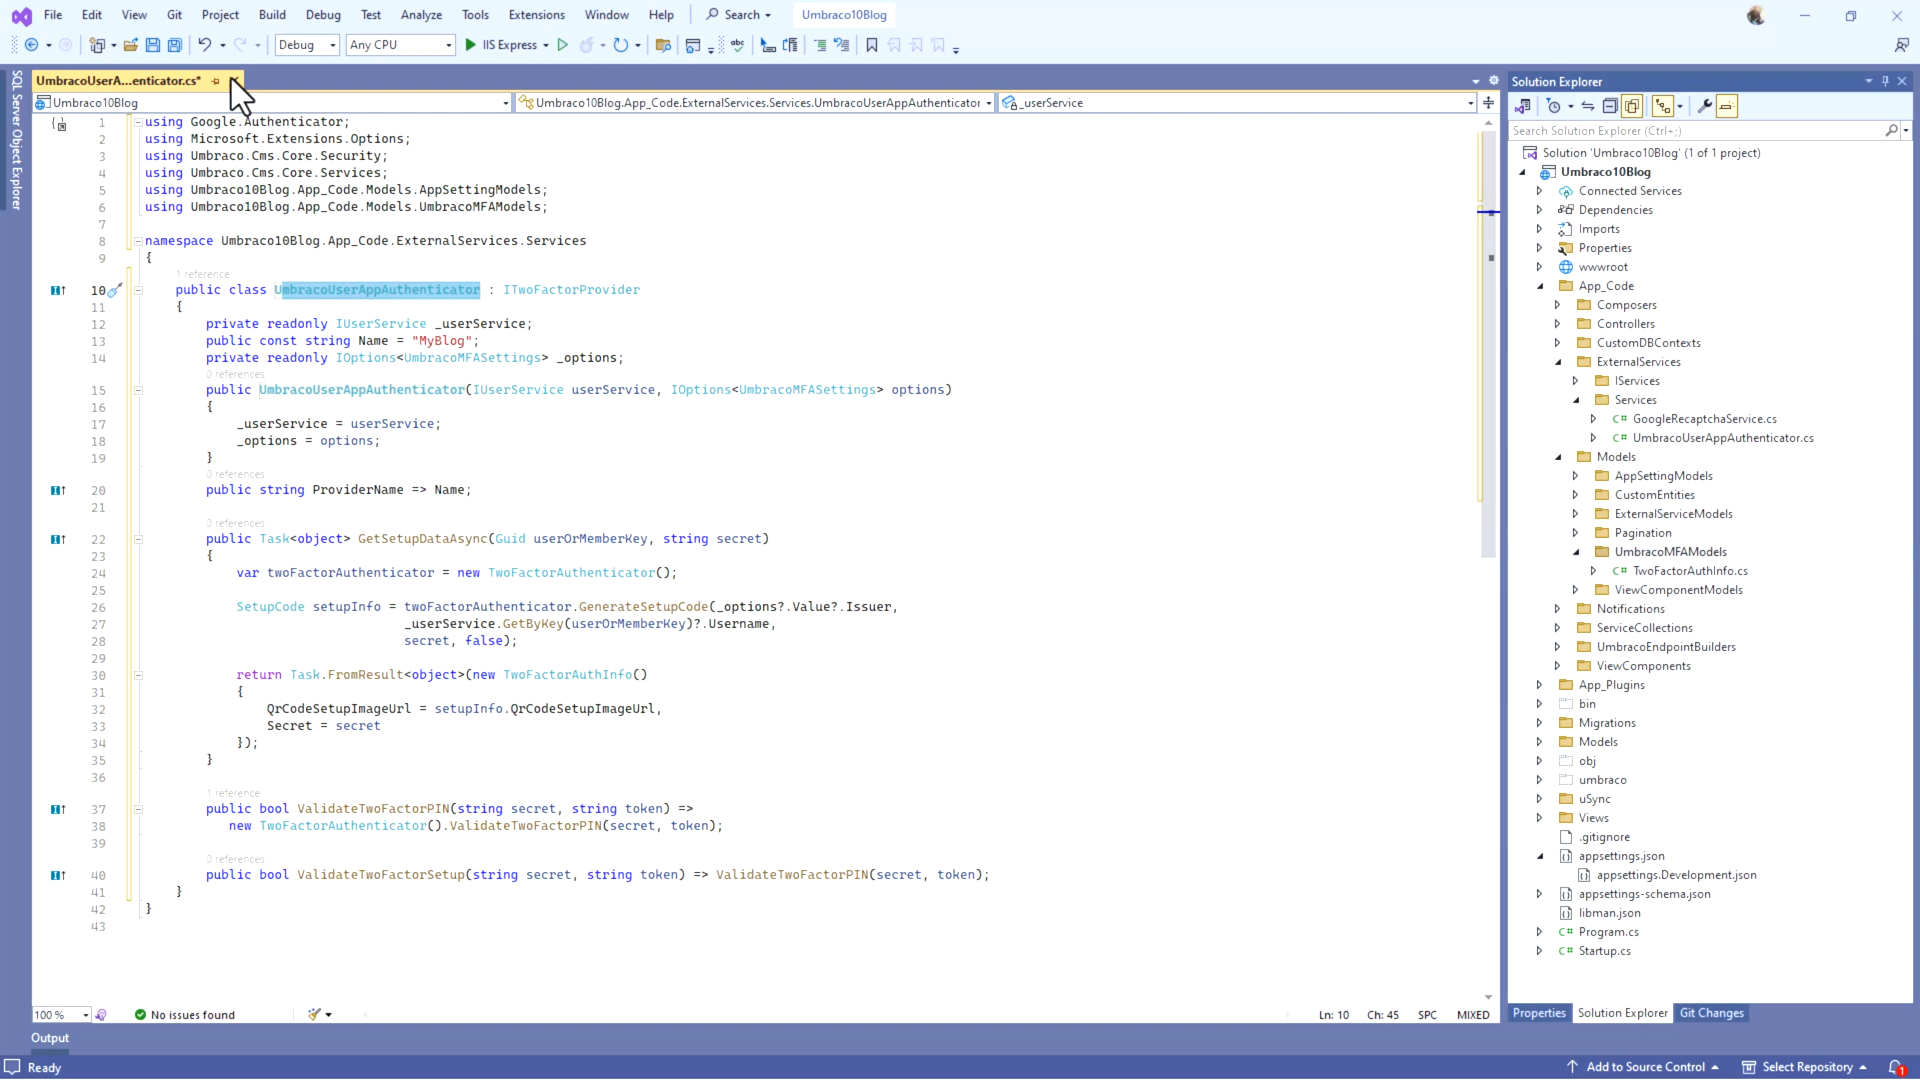 File Edit View Git Project Build Debug Test Analyze Tools Extensions Window Help Search Umbraco10Blog
Debug Any CPU IIS Express
SQL Server Object Explorer
UmbracoUserA...enticator.cs*
Umbraco10Blog Umbraco10Blog.App_Code.ExternalServices.Services.UmbracoUserAppAuthenticator _userService
1 using Google.Authenticator;
2 using Microsoft.Extensions.Options;
3 using Umbraco.Cms.Core.Security;
4 using Umbraco.Cms.Core.Services;
5 using Umbraco10Blog.App_Code.Models.AppSettingModels;
6 using Umbraco10Blog.App_Code.Models.UmbracoMFAModels;
7
8 namespace Umbraco10Blog.App_Code.ExternalServices.Services
9 {
1 reference
10 public class UmbracoUserAppAuthenticator : ITwoFactorProvider
11 {
12 private readonly IUserService _userService;
13 public const string Name = "MyBlog";
14 private readonly IOptions<UmbracoMFASettings> _options;
0 references
15 public UmbracoUserAppAuthenticator(IUserService userService, IOptions<UmbracoMFASettings> options)
16 {
17 _userService = userService;
18 _options = options;
19 }
0 references
20 public string ProviderName => Name;
21
0 references
22 public Task<object> GetSetupDataAsync(Guid userOrMemberKey, string secret)
23 {
24 var twoFactorAuthenticator = new TwoFactorAuthenticator();
25
26 SetupCode setupInfo = twoFactorAuthenticator.GenerateSetupCode(_options?.Value?.Issuer,
27 _userService.GetByKey(userOrMemberKey)?.Username,
28 secret, false);
29
30 return Task.FromResult<object>(new TwoFactorAuthInfo()
31 {
32 QrCodeSetupImageUrl = setupInfo.QrCodeSetupImageUrl,
33 Secret = secret
34 });
35 }
36
1 reference
37 public bool ValidateTwoFactorPIN(string secret, string token) =>
38 new TwoFactorAuthenticator().ValidateTwoFactorPIN(secret, token);
39
0 references
40 public bool ValidateTwoFactorSetup(string secret, string token) => ValidateTwoFactorPIN(secret, token);
41 }
42 }
43
100 % No issues found Ln: 10 Ch: 45 SPC MIXED
Output
Solution Explorer
Search Solution Explorer (Ctrl+;)
Solution 'Umbraco10Blog' (1 of 1 project)
Umbraco10Blog
Connected Services
Dependencies
Imports
Properties
wwwroot
App_Code
Composers
Controllers
CustomDBContexts
ExternalServices
IServices
Services
C# GoogleRecaptchaService.cs
C# UmbracoUserAppAuthenticator.cs
Models
AppSettingModels
CustomEntities
ExternalServiceModels
Pagination
UmbracoMFAModels
C# TwoFactorAuthInfo.cs
ViewComponentModels
Notifications
ServiceCollections
UmbracoEndpointBuilders
ViewComponents
App_Plugins
bin
Migrations
Models
obj
umbraco
uSync
Views
.gitignore
appsettings.json
appsettings.Development.json
appsettings-schema.json
libman.json
C# Program.cs
C# Startup.cs
Properties Solution Explorer Git Changes
Ready Add to Source Control Select Repository 1